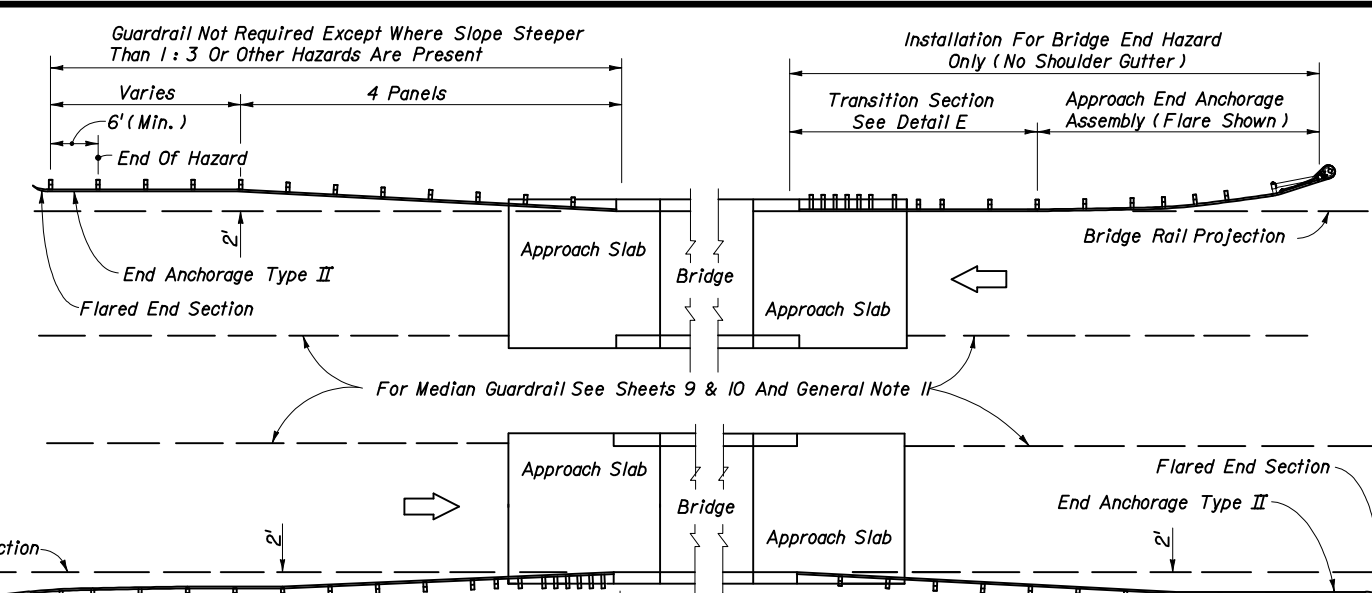 Guardrail Not Required Except Where Slope Steeper
Than 1 : 3 Or Other Hazards Are Present
Installation For Bridge End Hazard
Only ( No Shoulder Gutter )
Varies
4 Panels
Transition Section
See Detail E
Approach End Anchorage
Assembly ( Flare Shown )
6' ( Min. )
End Of Hazard
2'
Approach Slab
Bridge Rail Projection
End Anchorage Type II
Bridge
Flared End Section
Approach Slab
For Median Guardrail See Sheets 9 & 10 And General Note 11
Approach Slab
Flared End Section
Bridge
End Anchorage Type II
2'
Approach Slab
2'
ction